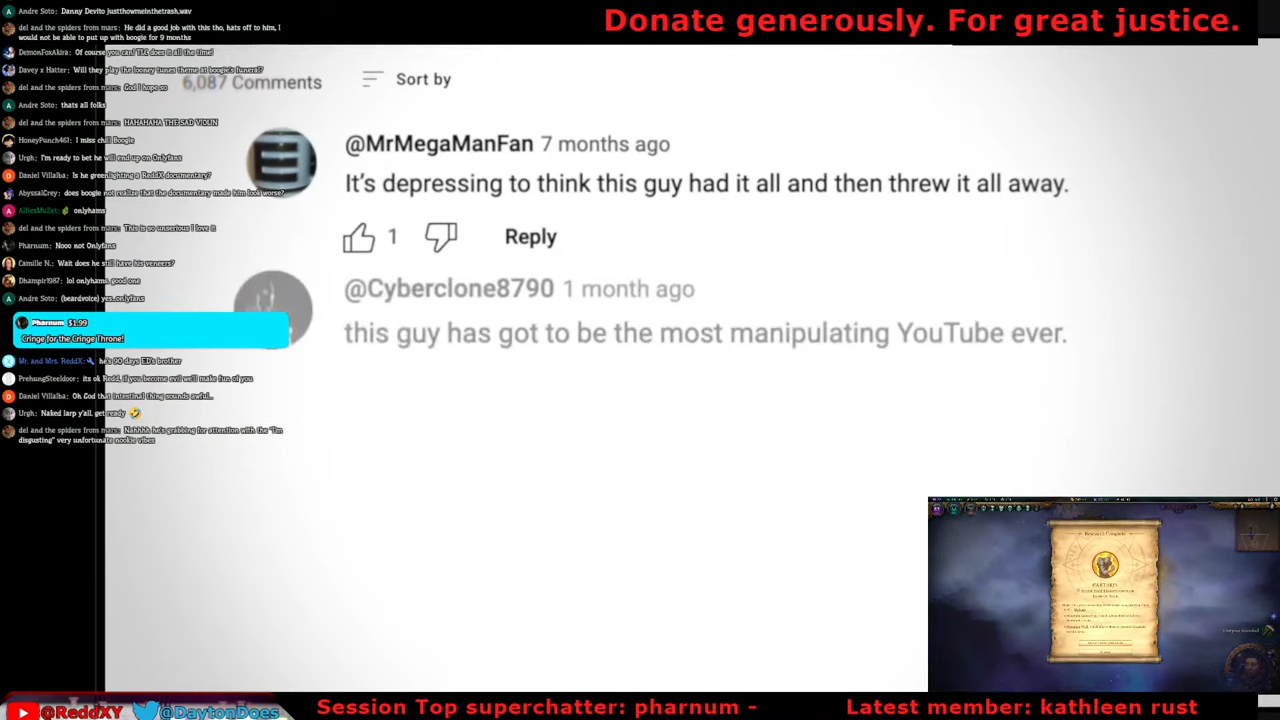 Andre Soto: Danny Devito justthowmeinthetrash.wav
del and the spiders from mars: He did a good job with this tho, hats off to him, I
would not be able to put up with boogie for 9 months
DemonFoxAkira: Of course you can! TLC does it all the time!
Davey x Hatter: Will they play the looney tunes theme at boogie's funeral!?
del and the spiders from mars: God I hope so
Andre Soto: thats all folks
del and the spiders from mars: HAHAHAHA THE SAD VIOLIN
HoneyPunch461: I miss chill Boogie
Urgh: I'm ready to bet he will end up on Onlyfans
Daniel Villalba: Is he greenlighting a ReddX documentary?
AbyssalGrey: does boogie not realize that the documentary made him look worse?
AlfiesMullet: onlyhams
del and the spiders from mars: This is so unserious I love it
Pharnum: Nooo not Onlyfans
Camille N.: Wait does he still have his veneers?
Dhampir1987: lol onlyhams, good one
Andre Soto: (beardvoice) yes..onlyfans
Pharnum $1.99
Cringe for the Cringe Throne!
Mr. and Mrs. ReddX: he's 90 days ED's brother
PrehungSteeldoor: its ok Redd, if you become evil we'll make fun of you
Daniel Villalba: Oh God that intestinal thing sounds awful...
Urgh: Naked larp y'all, get ready
del and the spiders from mars: Nahhhh he's grabbing for attention with the "I'm
disgusting" very unfortunate nookie vibes
Donate generously. For great justice.
6,087 Comments
Sort by
@MrMegaManFan 7 months ago
It's depressing to think this guy had it all and then threw it all away.
1
Reply
@Cyberclone8790 1 month ago
this guy has got to be the most manipulating YouTube ever.
Research Complete
@ReddXY
@DaytonDoes
Session Top superchatter: pharnum -
Latest member: kathleen rust